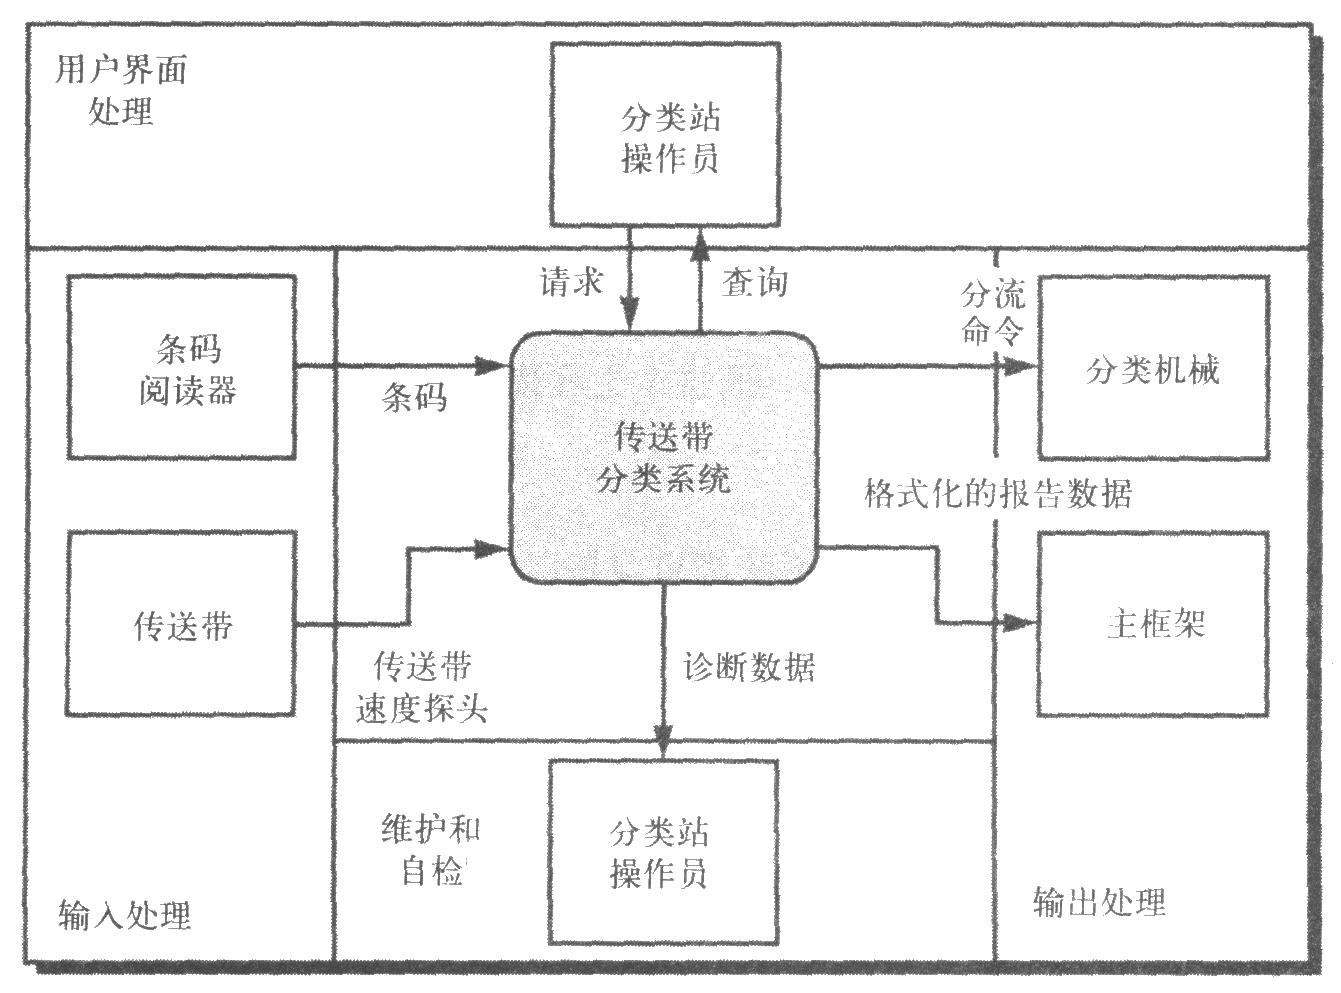 用户界面
处理
分类站
操作员
请求
查询
分流
命令
条码
阅读器
条码
分类机械
传送带
分类系统
格式化的报告数据
传送带
主框架
传送带
速度探头
诊断数据
维护和
自检
分类站
操作员
输入处理
输出处理